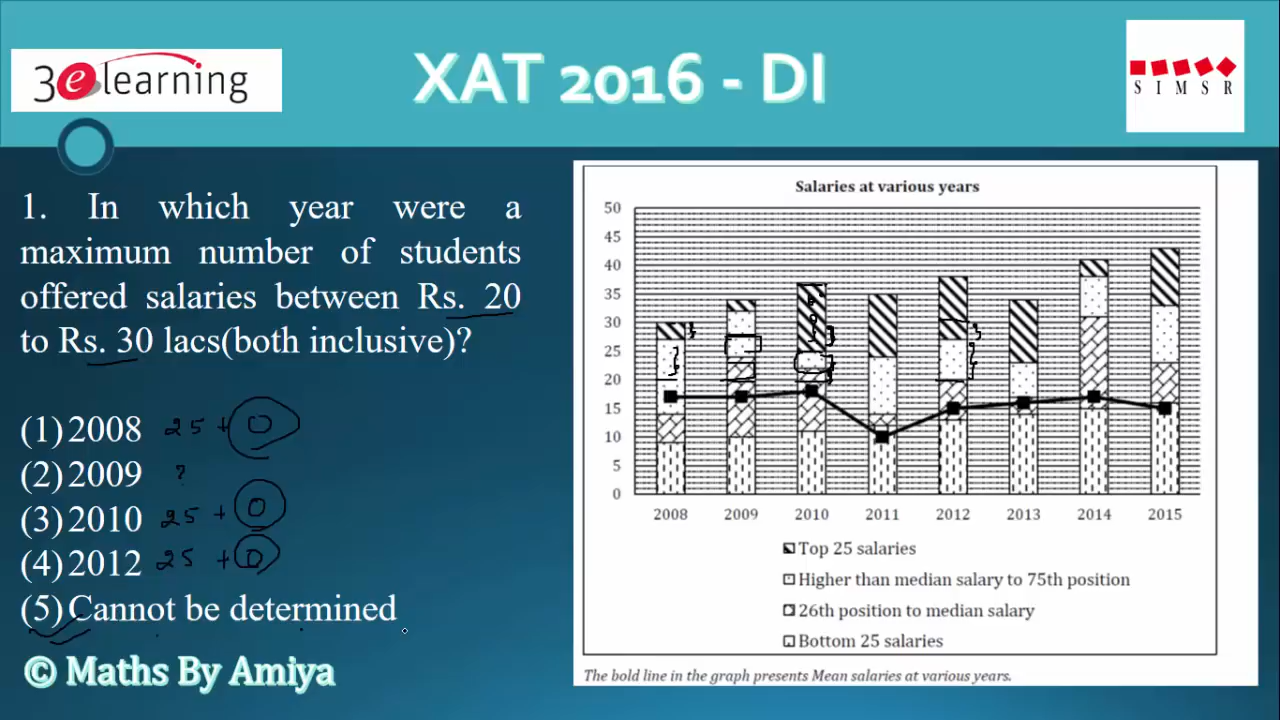 3elearning
XAT 2016 - DI
SIMSR
1. In which year were a
maximum number of students
offered salaries between Rs. 20
to Rs. 30 lacs(both inclusive)?
(1) 2008 25 + 0
(2) 2009 ?
(3) 2010 25 + 0
(4) 2012 25 + 0
(5) Cannot be determined
© Maths By Amiya
Salaries at various years
50
45
40
35
30
25
20
15
10
5
0
2008 2009 2010 2011 2012 2013 2014 2015
Top 25 salaries
Higher than median salary to 75th position
26th position to median salary
Bottom 25 salaries
The bold line in the graph presents Mean salaries at various years.